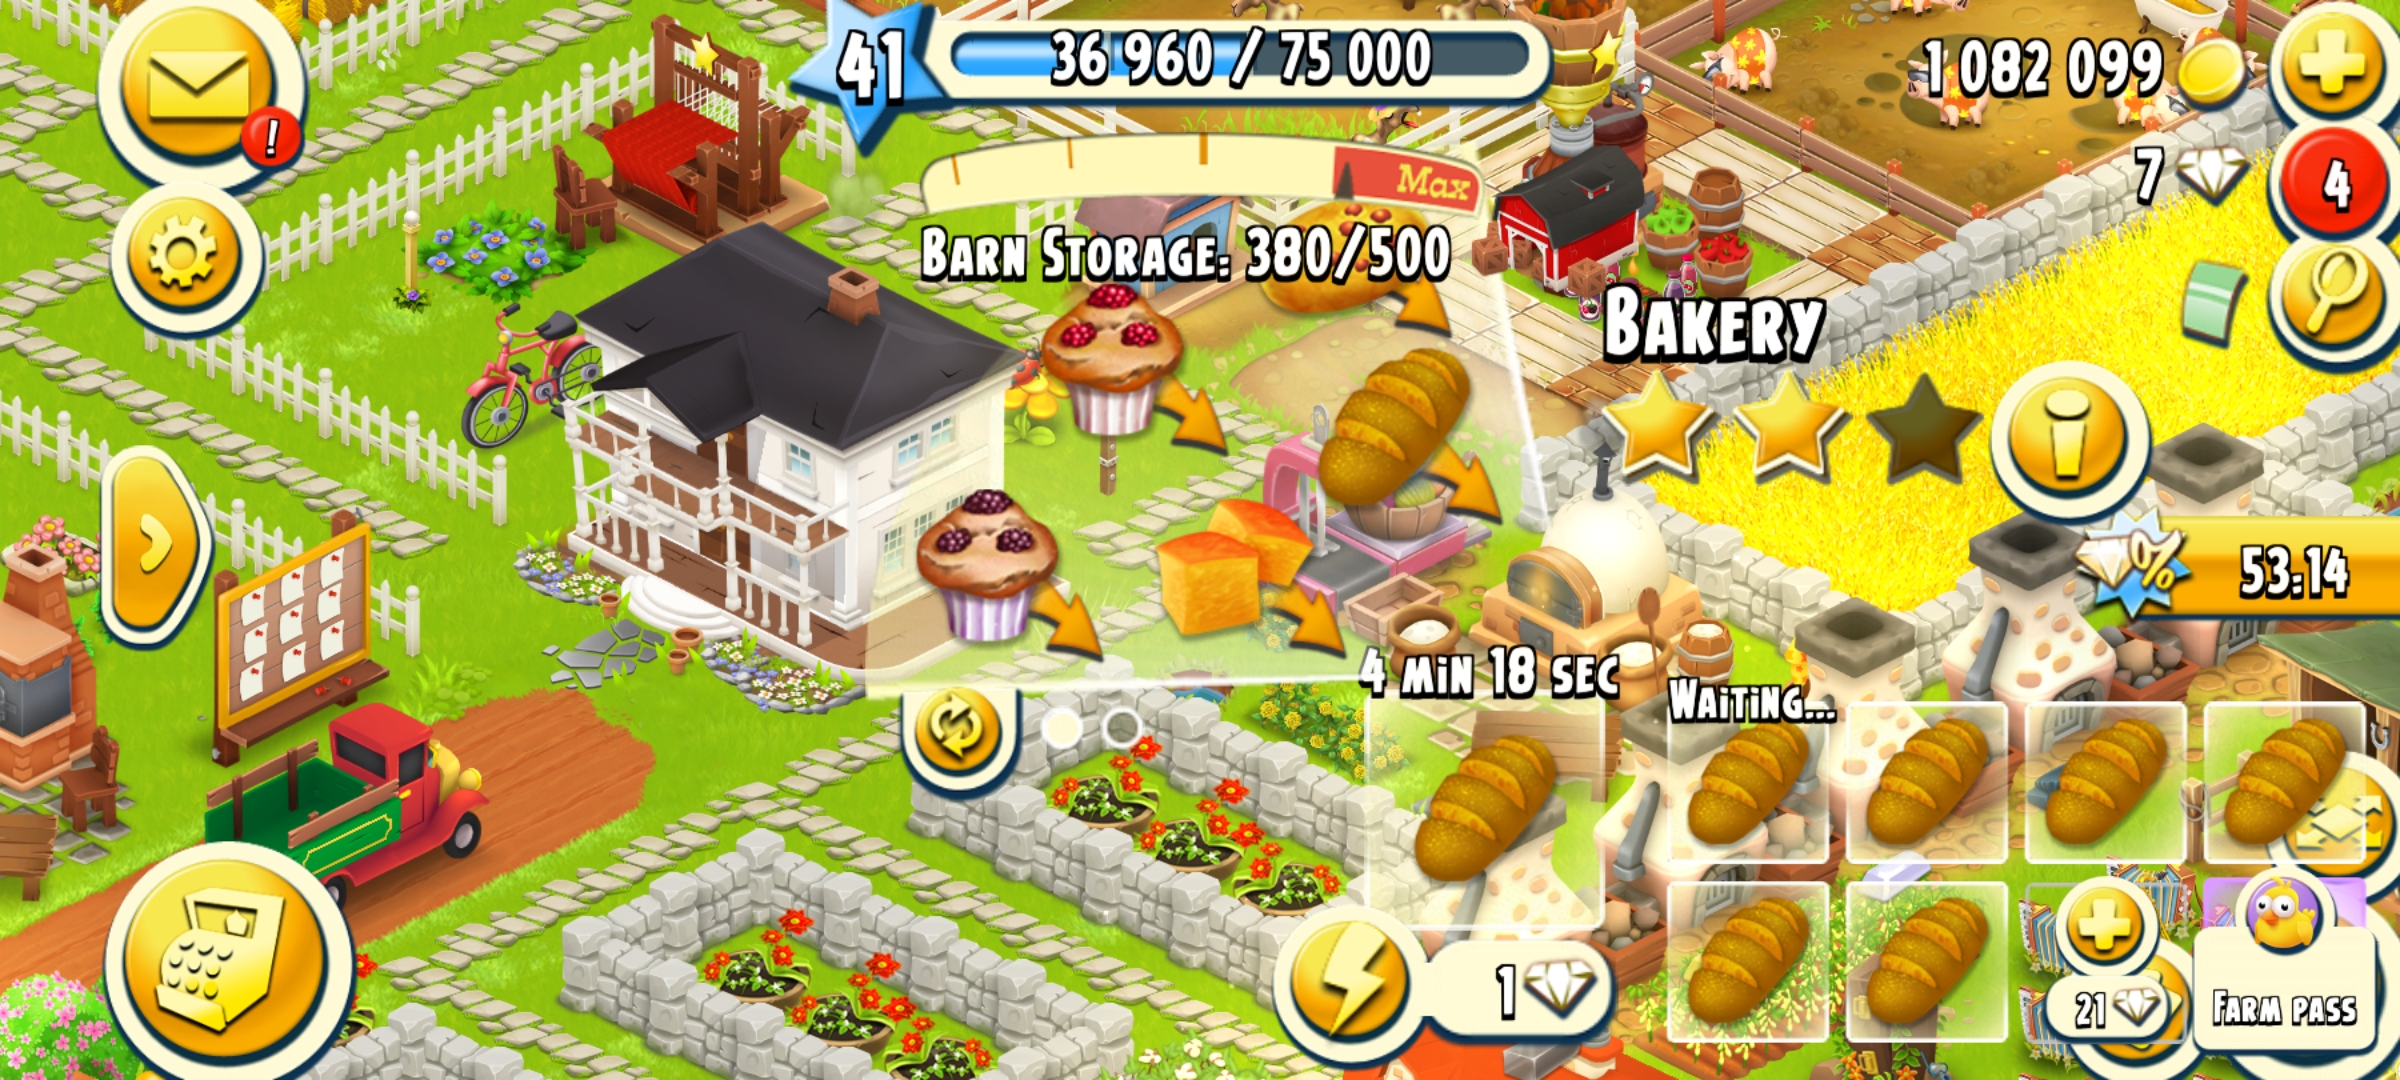 41
36 960 / 75 000
1 082 099
!
Max
7
4
Barn Storage: 380/500
Bakery
%
53:14
4 min 18 sec
Waiting...
1
21
Farm pass